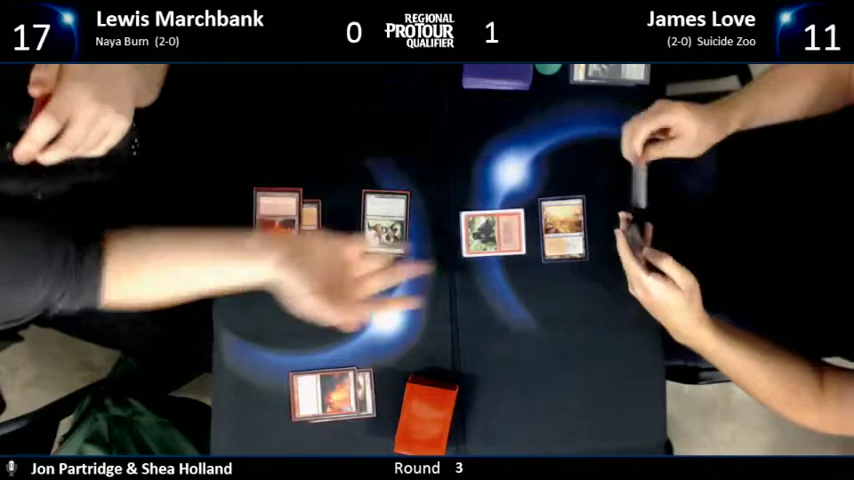 17
Lewis Marchbank
Naya Burn (2-0)
0
REGIONAL
PROTOUR
QUALIFIER
1
James Love
(2-0) Suicide Zoo
11
Jon Partridge & Shea Holland
Round 3